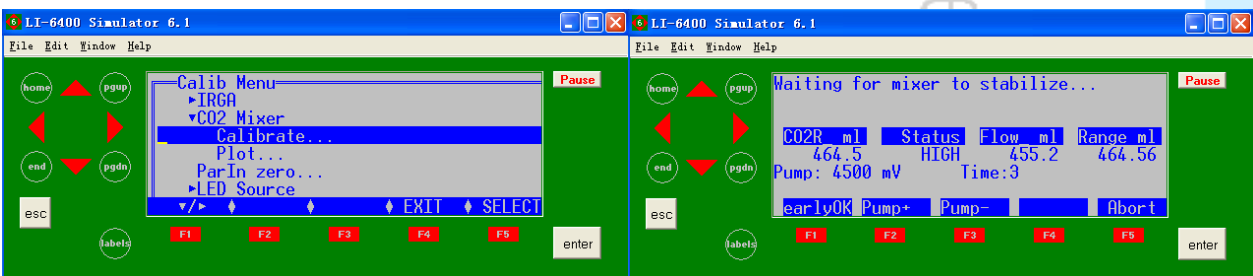 LI-6400 Simulator 6.1
File Edit Window Help
home pgup
Calib Menu
▸IRGA
▾CO2 Mixer
Calibrate...
Plot...
ParIn zero...
▸LED Source
▾/▸ EXIT SELECT
Pause
end pgdn
esc
labels F1 F2 F3 F4 F5 enter
LI-6400 Simulator 6.1
File Edit Window Help
home pgup
Waiting for mixer to stabilize...
CO2R_ml Status Flow_ml Range ml
464.5 HIGH 455.2 464.56
Pump: 4500 mV Time:3
earlyOK Pump+ Pump- Abort
Pause
end pgdn
esc
labels F1 F2 F3 F4 F5 enter